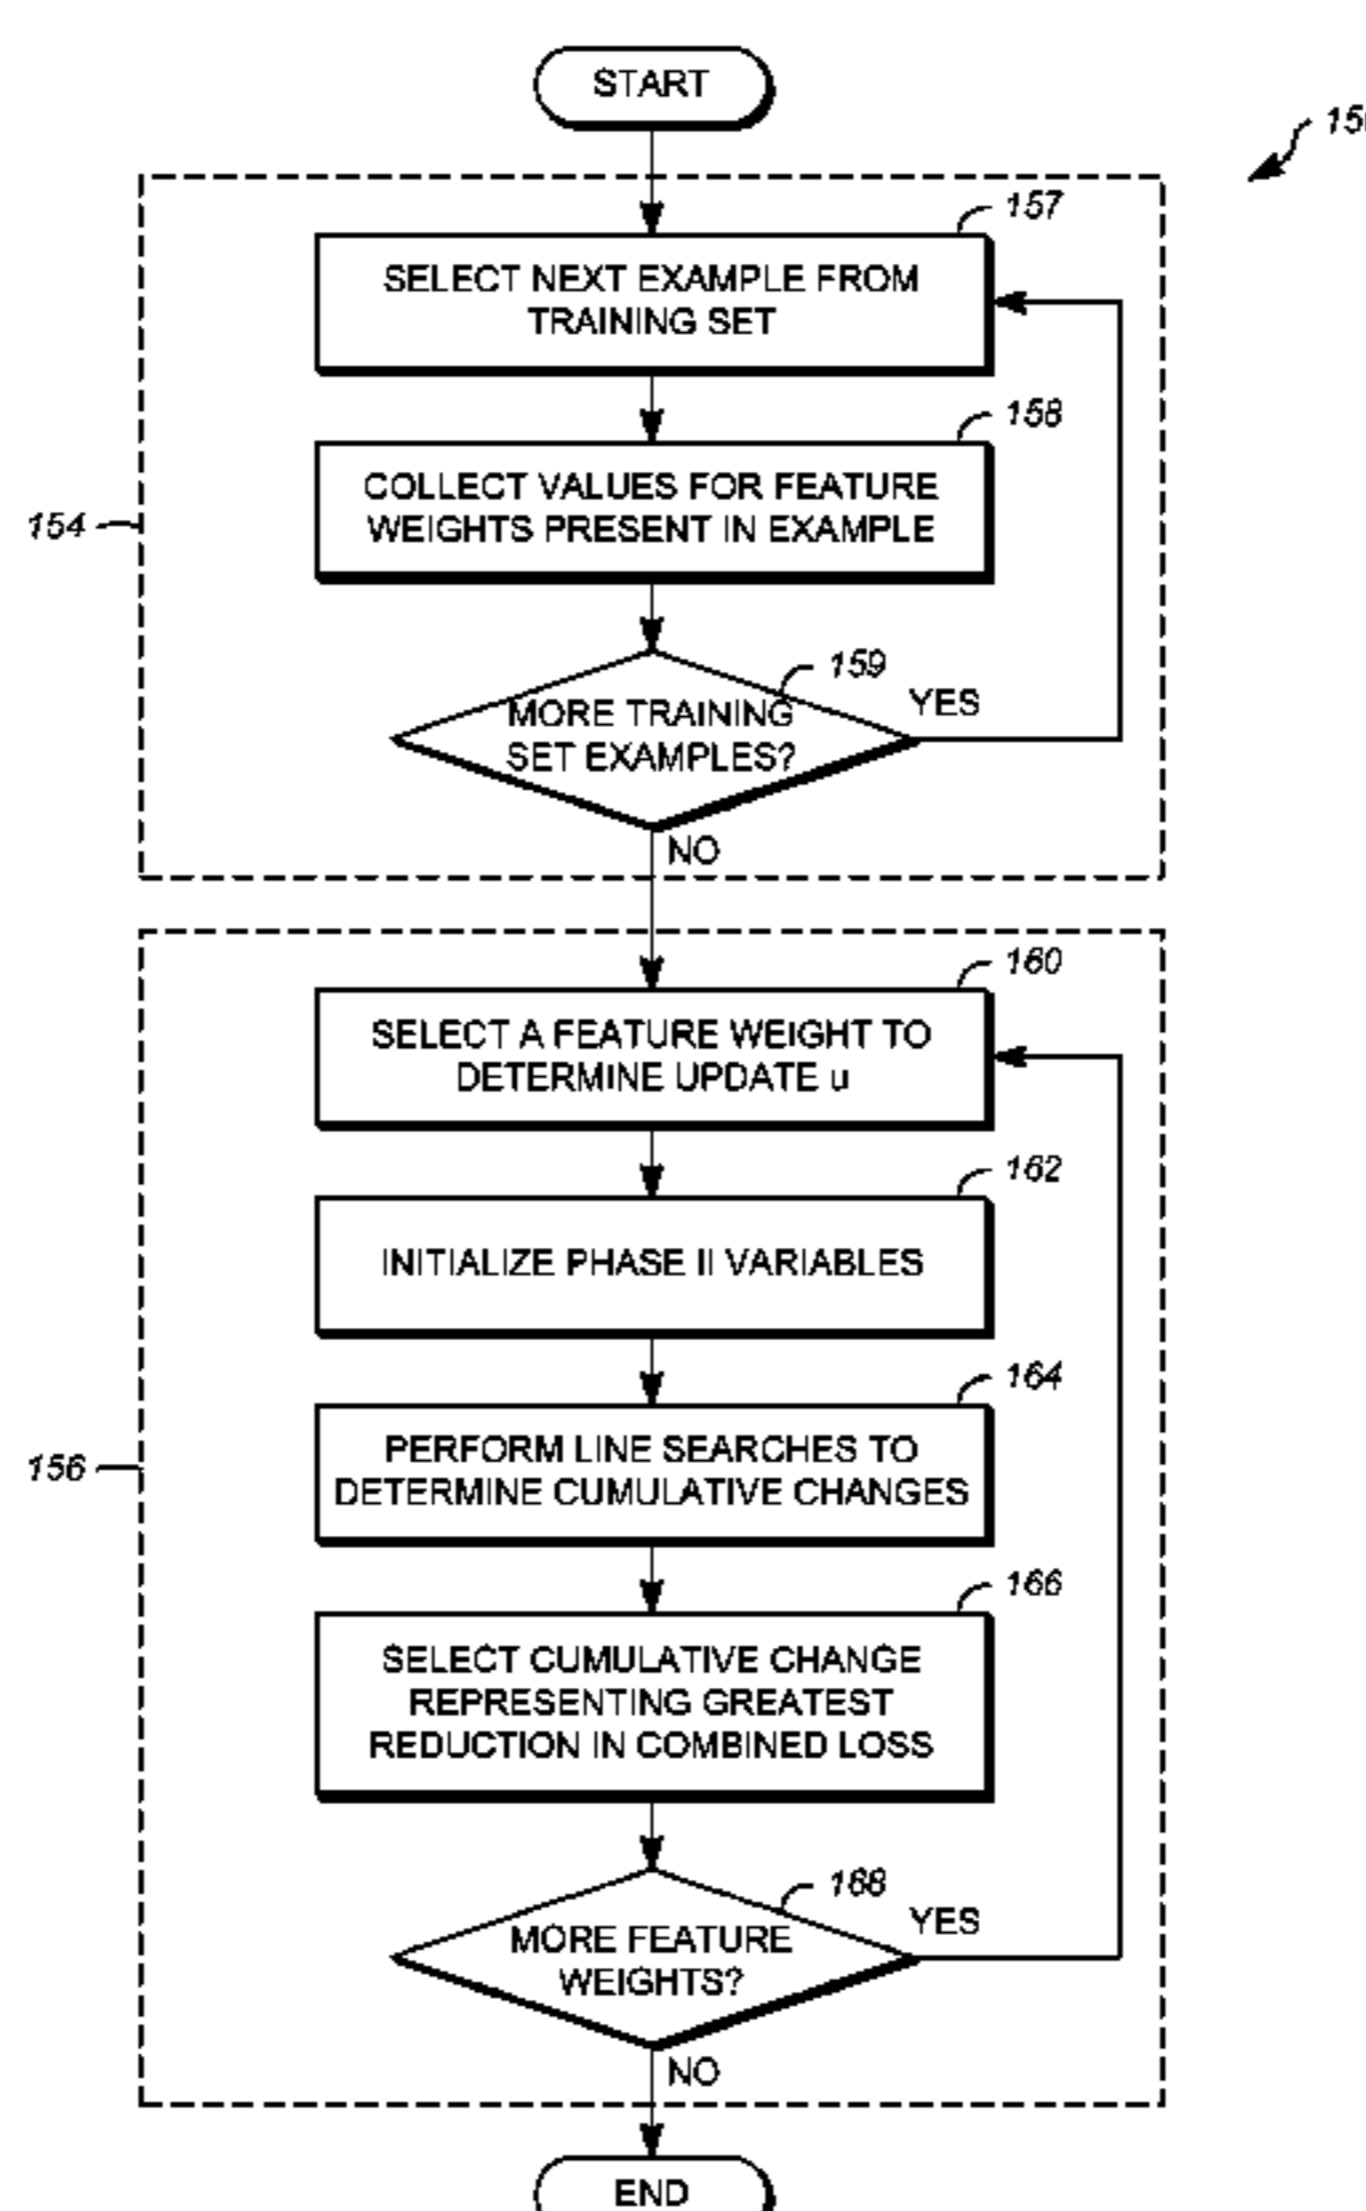 START
157
SELECT NEXT EXAMPLE FROM
TRAINING SET
158
COLLECT VALUES FOR FEATURE
WEIGHTS PRESENT IN EXAMPLE
154
159
MORE TRAINING
SET EXAMPLES?
YES
NO
160
SELECT A FEATURE WEIGHT TO
DETERMINE UPDATE u
162
INITIALIZE PHASE II VARIABLES
164
PERFORM LINE SEARCHES TO
DETERMINE CUMULATIVE CHANGES
156
166
SELECT CUMULATIVE CHANGE
REPRESENTING GREATEST
REDUCTION IN COMBINED LOSS
168
MORE FEATURE
WEIGHTS?
YES
NO
END